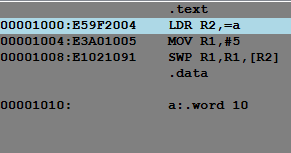 .text
00001000:E59F2004 LDR R2,=a
00001004:E3A01005 MOV R1,#5
00001008:E1021091 SWP R1,R1,[R2]
.data
00001010: a:.word 10